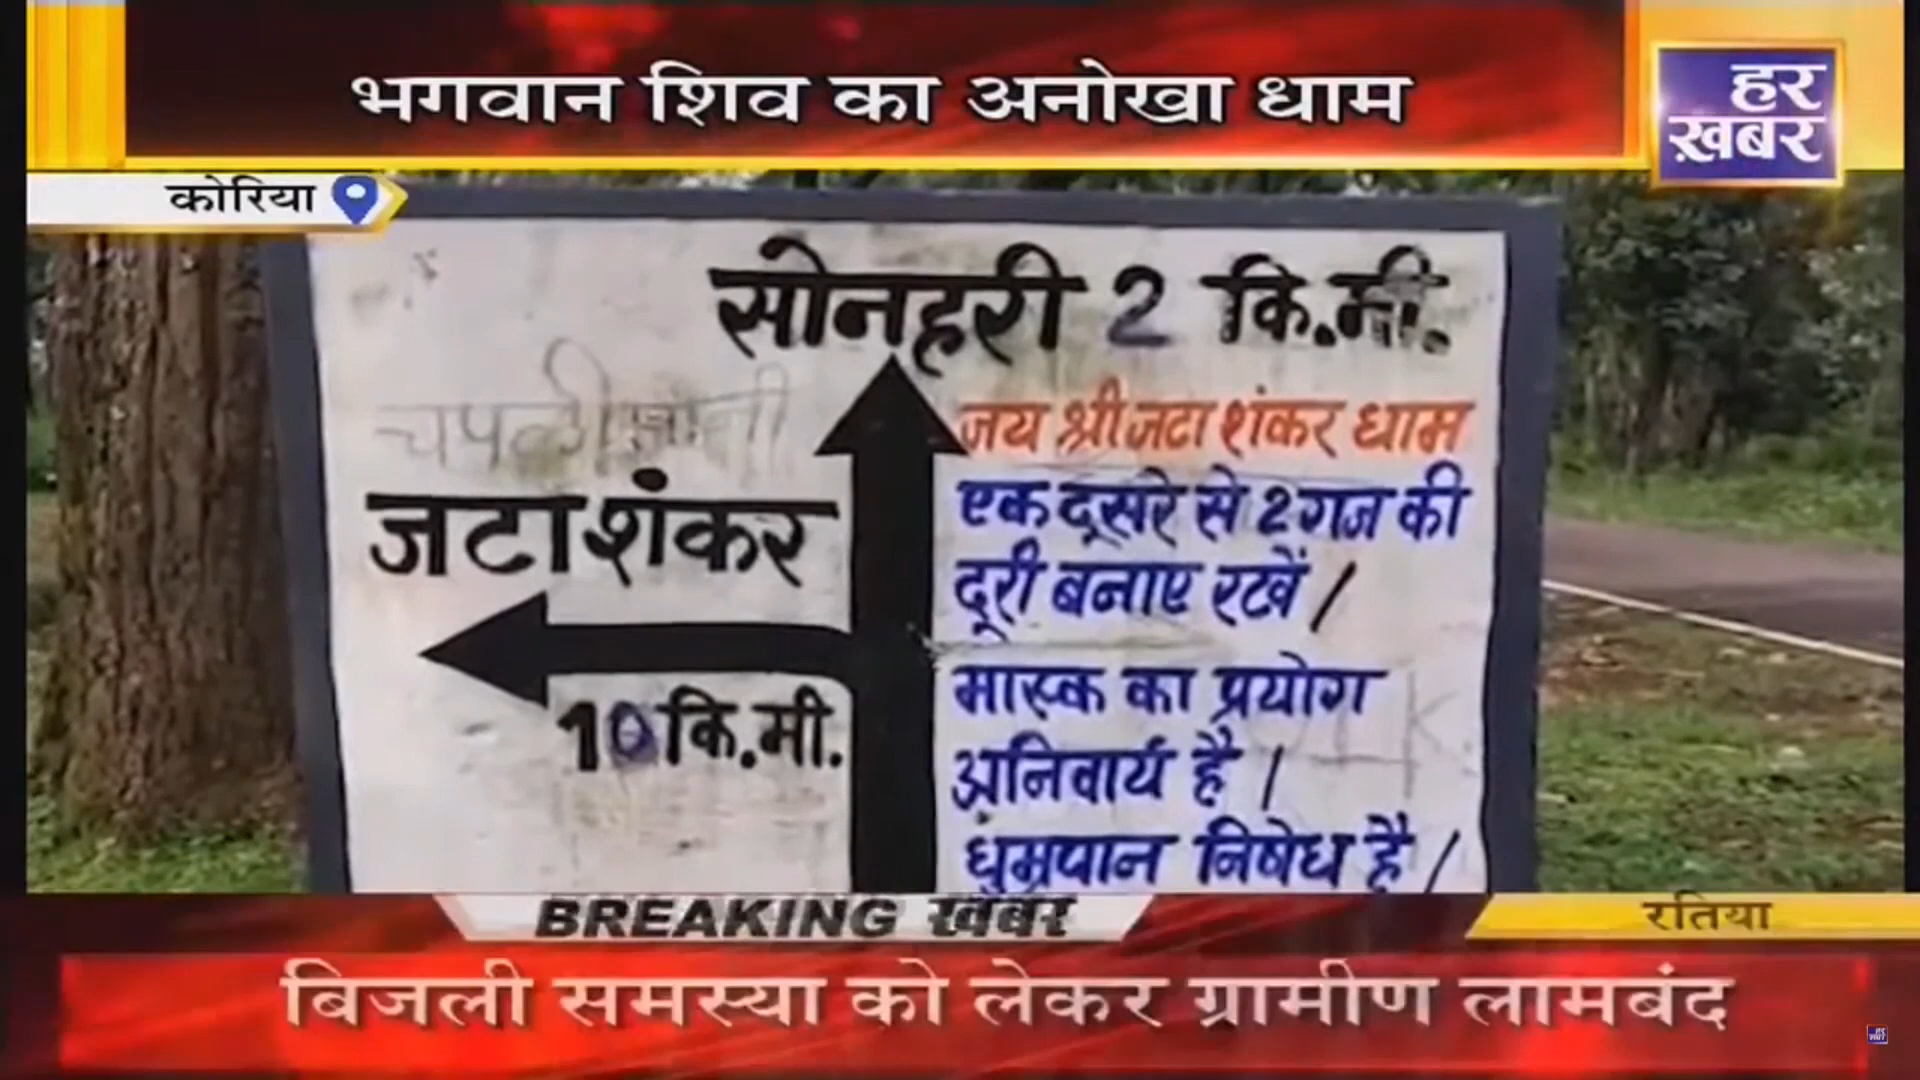 भगवान शिव का अनोखा धाम
हर
ख़बर
कोरिया
सोनहरी 2 कि.मी.
जय श्री जटा शंकर धाम
जटाशंकर
एक दूसरे से 2 गज की
दूरी बनाए रखें /
10 कि.मी.
मास्क का प्रयोग
अनिवार्य है /
धुम्रपान निषेध है /
BREAKING खबर
रतिया
बिजली समस्या को लेकर ग्रामीण लामबंद